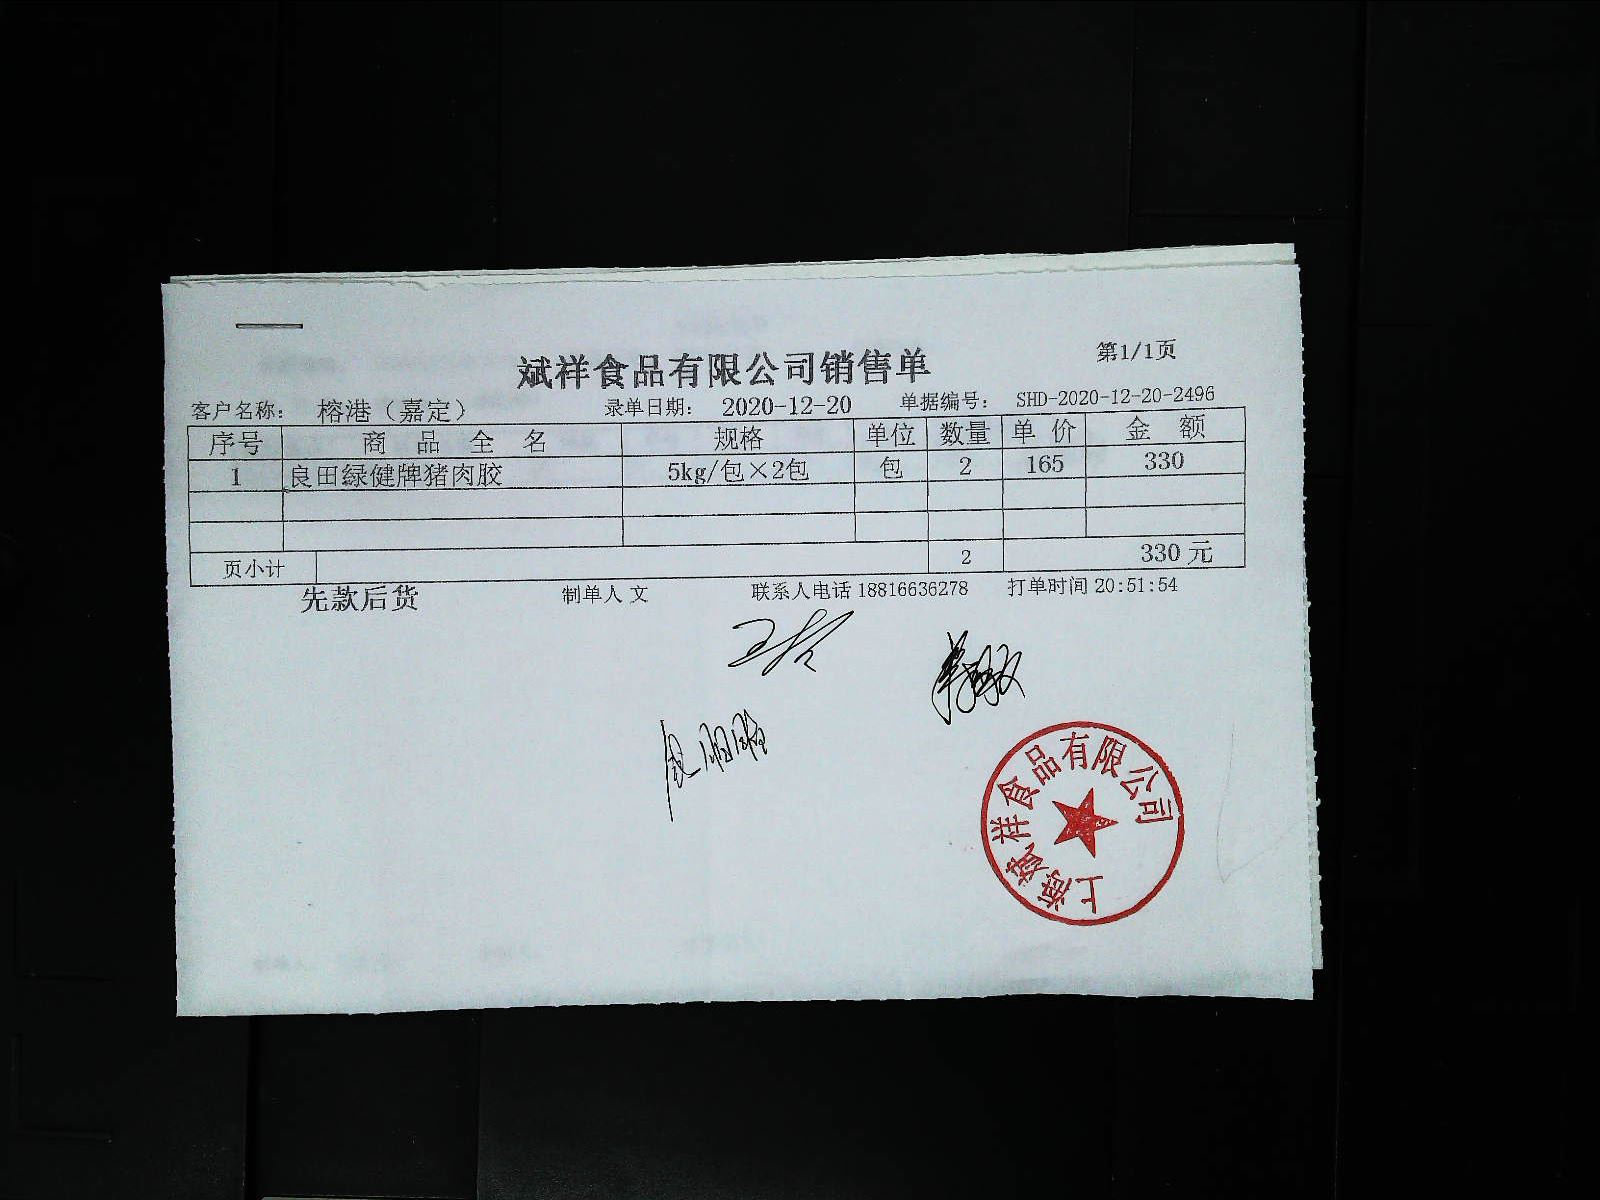 斌祥食品有限公司销售单
第1/1页
客户名称： 榕港（嘉定） 录单日期： 2020-12-20 单据编号： SHD-2020-12-20-2496
序号 商品全名 规格 单位 数量 单价 金额
1 良田緑健牌猪肉胶 5kg/包×2包 包 2 165 330
页小计 2 330元
先款后货 制单人 文 联系人电话 18816636278 打单时间 20:51:54
上海斌祥食品有限公司